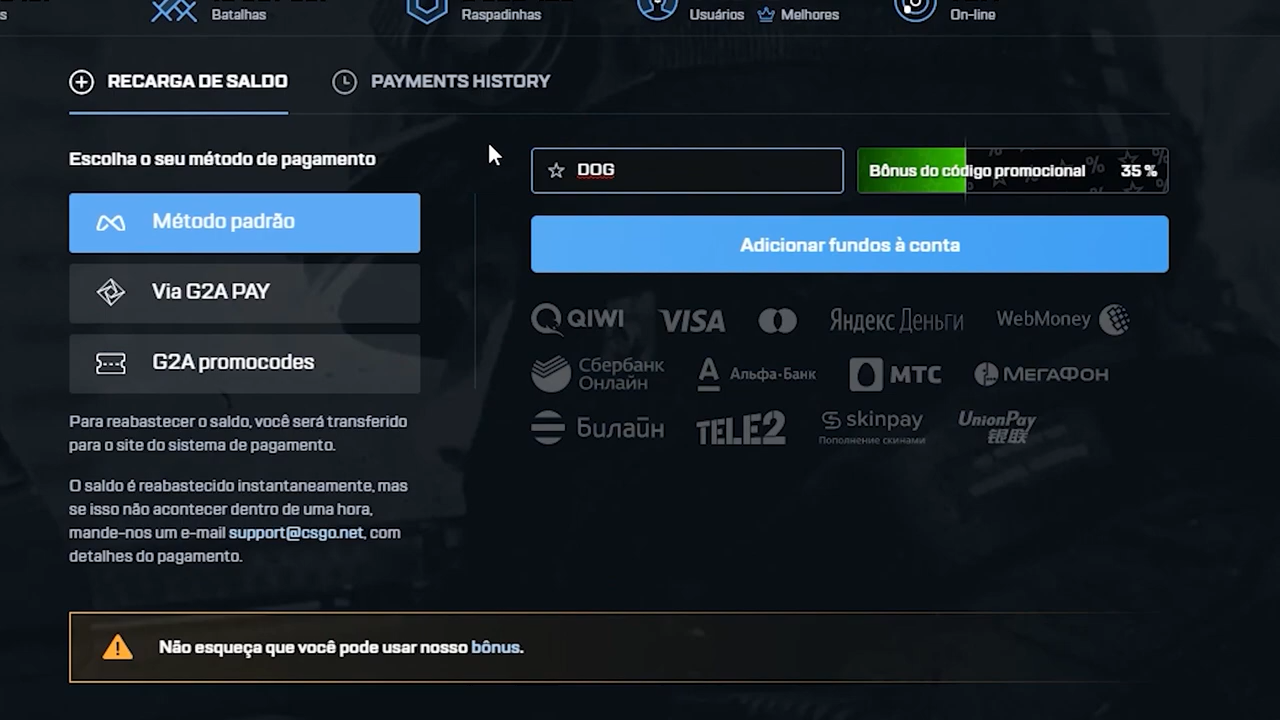 Batalhas
Raspadinhas
Usuários
Melhores
On-line
RECARGA DE SALDO
PAYMENTS HISTORY
Escolha o seu método de pagamento
Método padrão
Via G2A PAY
G2A promocodes
Para reabastecer o saldo, você será transferido
para o site do sistema de pagamento.
O saldo é reabastecido instantaneamente, mas
se isso não acontecer dentro de uma hora,
mande-nos um e-mail support@csgo.net, com
detalhes do pagamento.
DOG
Bônus do código promocional 35 %
Adicionar fundos à conta
QIWI VISA Яндекс Деньги WebMoney
Сбербанк
Онлайн
Альфа·Банк
МТС
МЕГАФОН
Билайн
TELE2
skinpay
Пополнение скинами
UnionPay
银联
Não esqueça que você pode usar nosso bônus.